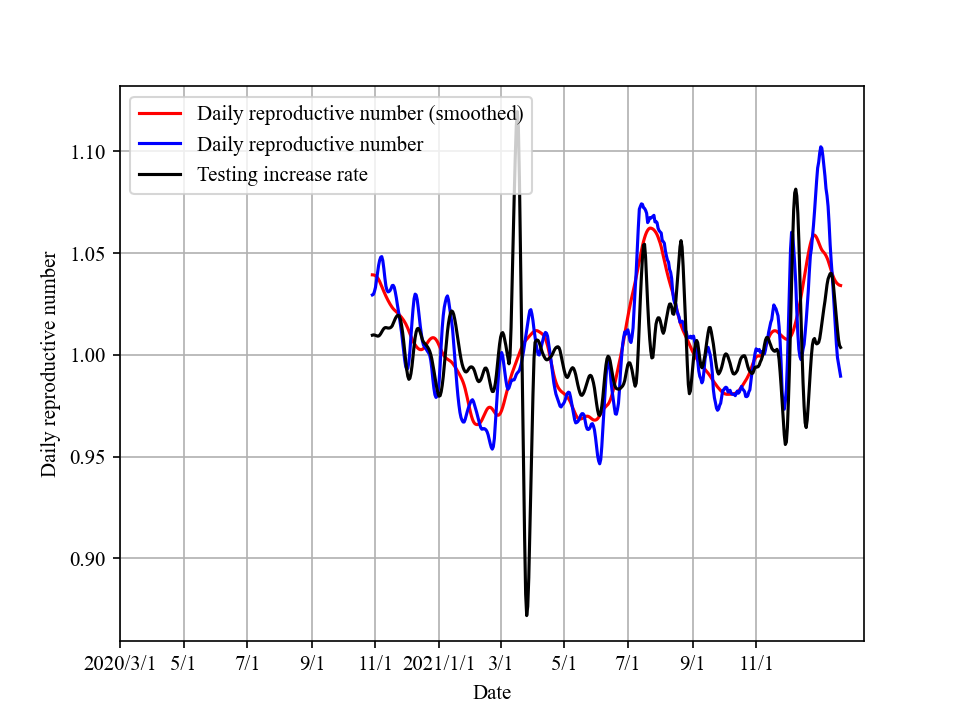 Daily reproductive number (smoothed)
Daily reproductive number
Testing increase rate
Daily reproductive number
1.10
1.05
1.00
0.95
0.90
2020/3/1 5/1 7/1 9/1 11/1 2021/1/1 3/1 5/1 7/1 9/1 11/1
Date